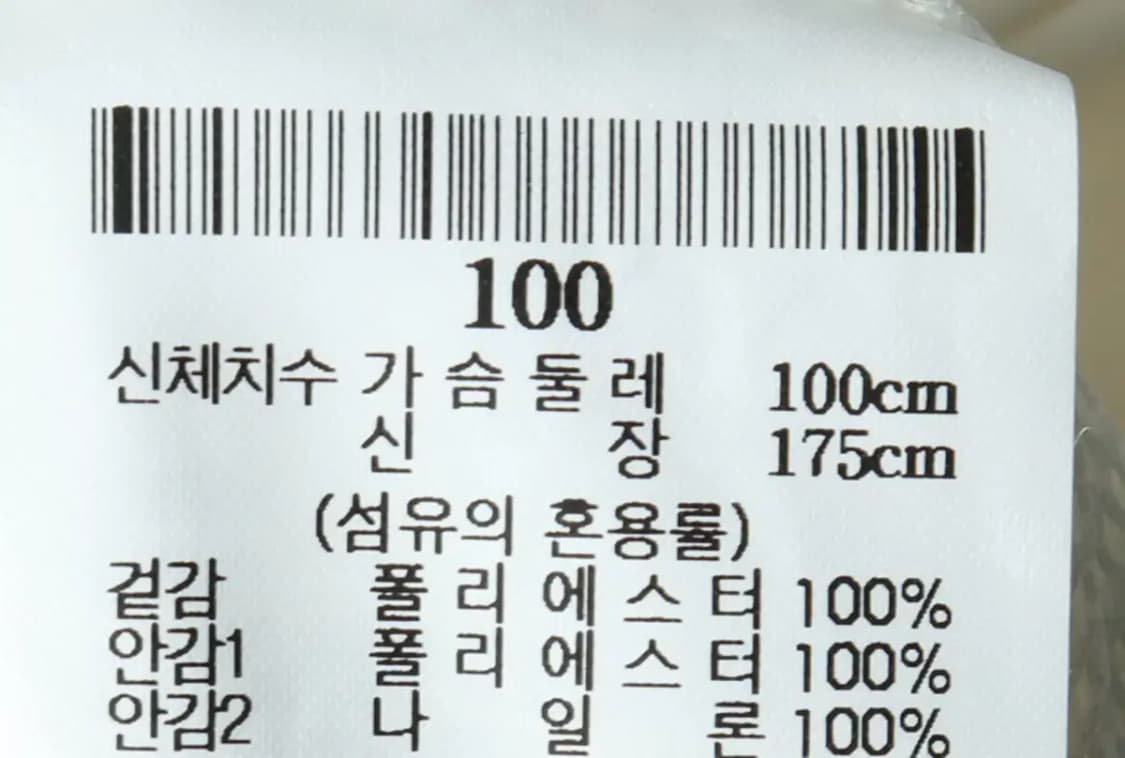 100
신체치수 가 슴 둘 레 100cm
신 장 175cm
(섬유의 혼용률)
겉감 폴 리 에 스 터 100%
안감1 폴 리 에 스 터 100%
안감2 나 일 론 100%